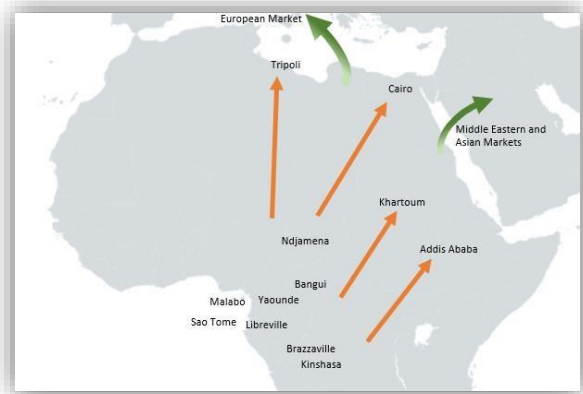 European Market
Tripoli
Cairo
Middle Eastern and
Asian Markets
Khartoum
Ndjamena
Addis Ababa
Bangui
Malabo
Yaounde
Sao Tome
Libreville
Brazzaville
Kinshasa